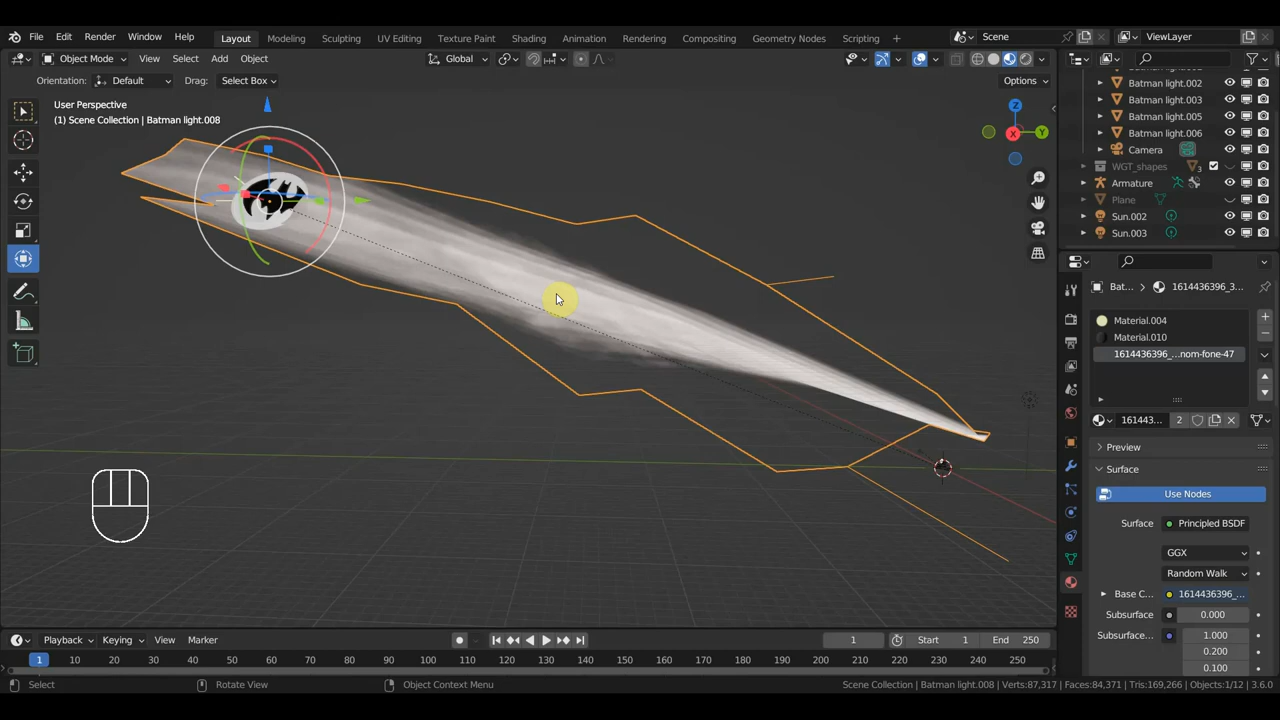 File Edit Render Window Help Layout Modeling Sculpting UV Editing Texture Paint Shading Animation Rendering Compositing Geometry Nodes Scripting + Scene ViewLayer
Object Mode View Select Add Object Global
Orientation: Default Drag: Select Box Options
User Perspective
(1) Scene Collection | Batman light.008
Z
Y
X
Batman light.002
Batman light.003
Batman light.005
Batman light.006
Camera
WGT_shapes 3
Armature
Plane
Sun.002
Sun.003
Bat... 1614436396_3...
Material.004
Material.010
1614436396_...nom-fone-47
161443... 2
Preview
Surface
Use Nodes
Surface Principled BSDF
GGX
Random Walk
Base C... 1614436396_...
Subsurface 0.000
Subsurface... 1.000
0.200
0.100
Playback Keying View Marker 1 Start 1 End 250
1 10 20 30 40 50 60 70 80 90 100 110 120 130 140 150 160 170 180 190 200 210 220 230 240 250
Select Rotate View Object Context Menu Scene Collection | Batman light.008 | Verts:87,317 | Faces:84,371 | Tris:169,266 | Objects:1/12 | 3.6.0